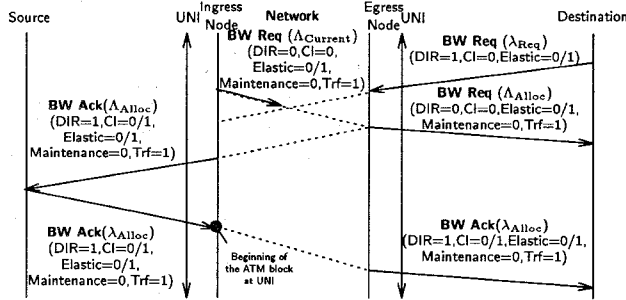 Source
UNI
Ingress
Node
Network
Egress
Node
UNI
Destination
BW Req (Λ_Current)
(DIR=0,CI=0,
Elastic=0/1,
Maintenance=0,Trf=1)
BW Req (λ_Req)
(DIR=1,CI=0,Elastic=0/1)
BW Req (Λ_Alloc)
(DIR=0,CI=0,Elastic=0/1,
Maintenance=0,Trf=1)
BW Ack(Λ_Alloc)
(DIR=1,CI=0/1,
Elastic=0/1,
Maintenance=0,Trf=1)
BW Ack(λ_Alloc)
(DIR=1,CI=0/1,
Elastic=0/1,
Maintenance=0,Trf=1)
Beginning of
the ATM block
at UNI
BW Ack(λ_Alloc)
(DIR=1,CI=0/1,Elastic=0/1,
Maintenance=0,Trf=1)